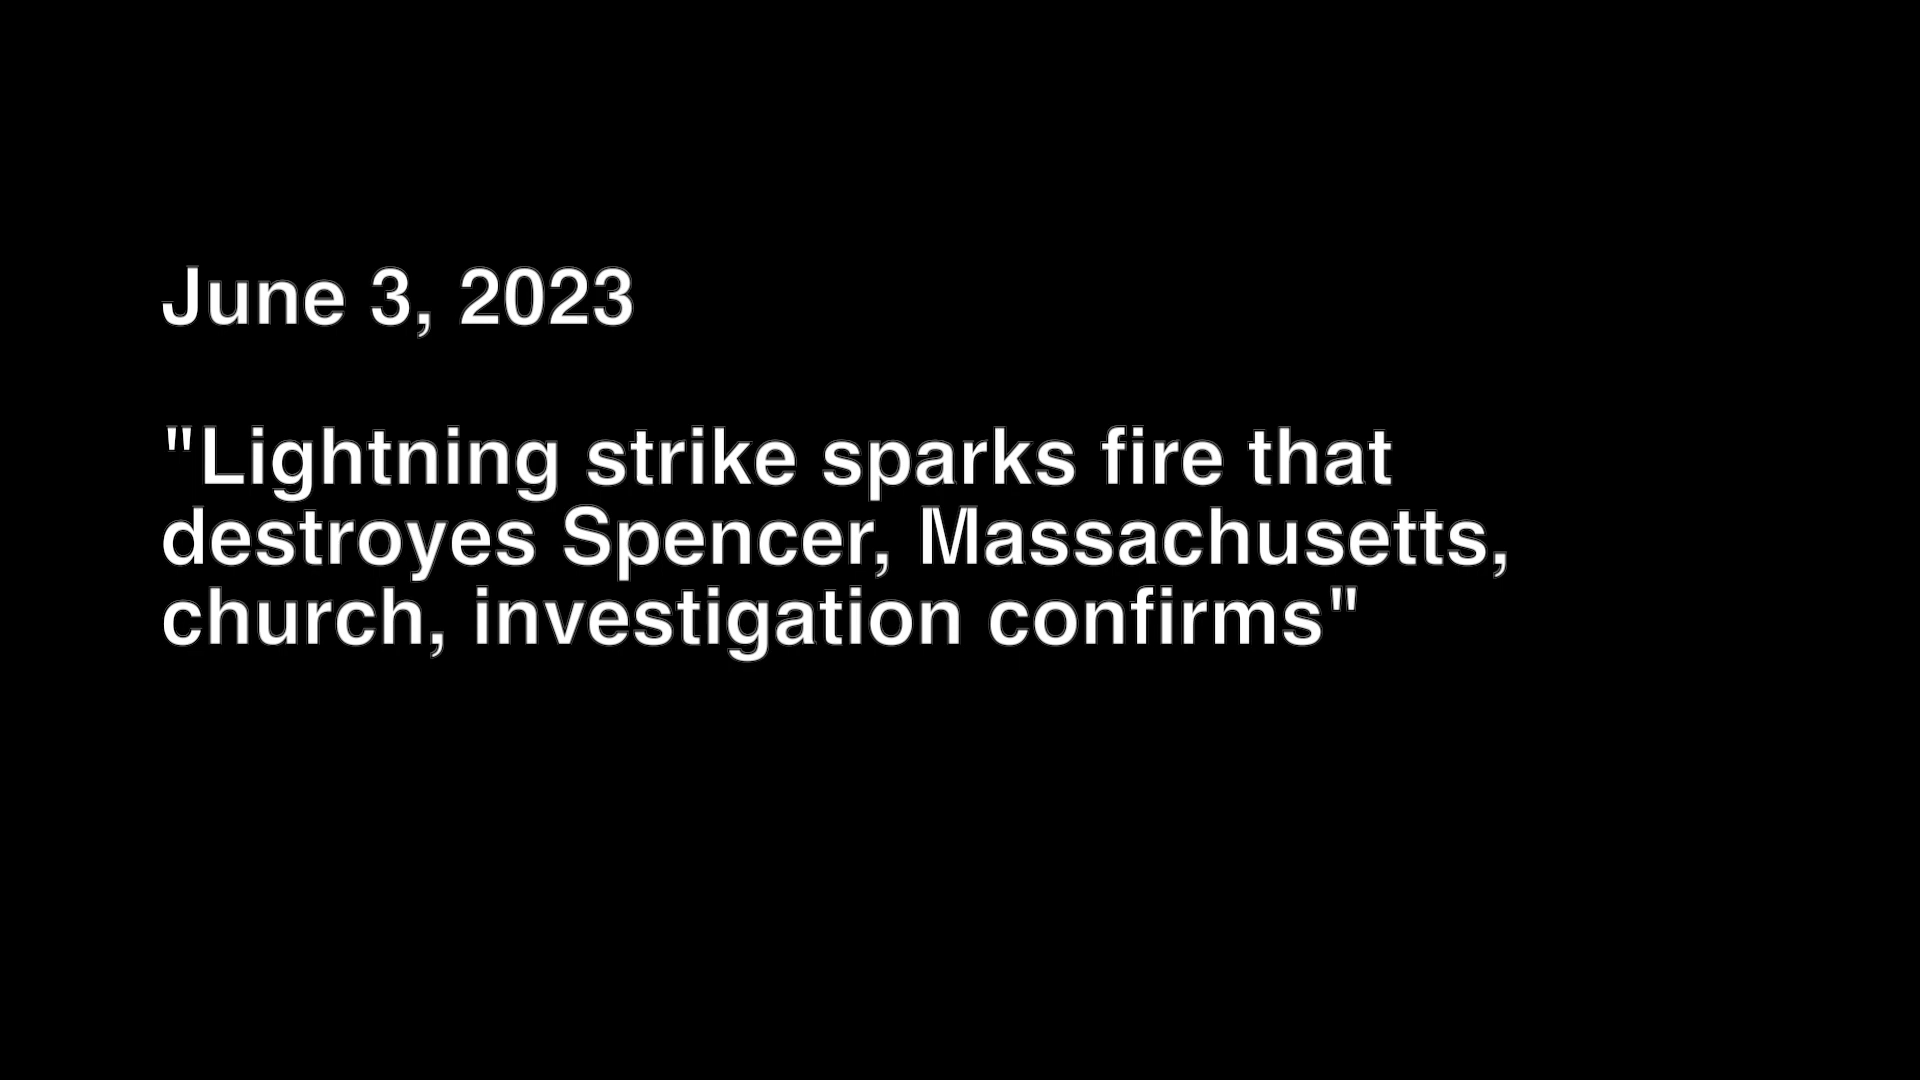 June 3, 2023
"Lightning strike sparks fire that
destroyes Spencer, Massachusetts,
church, investigation confirms"